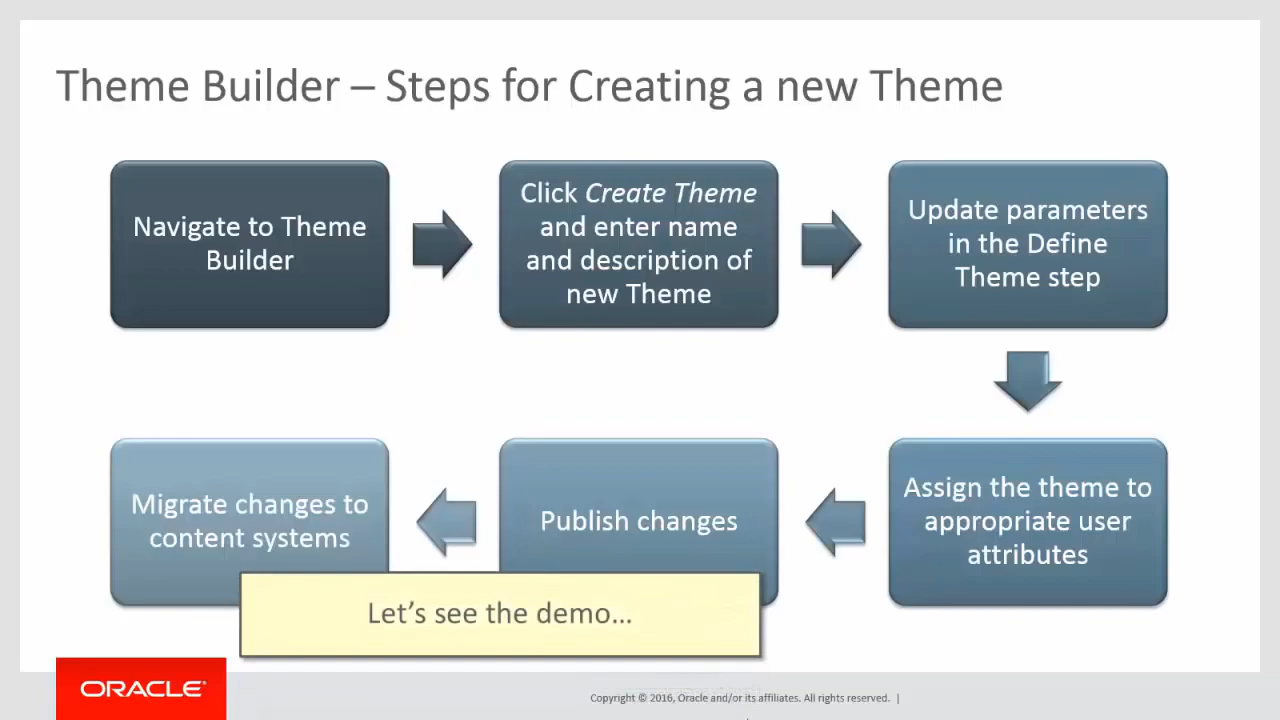 Theme Builder – Steps for Creating a new Theme
Navigate to Theme
Builder
Click Create Theme
and enter name
and description of
new Theme
Update parameters
in the Define
Theme step
Assign the theme to
appropriate user
attributes
Publish changes
Migrate changes to
content systems
Let’s see the demo…
ORACLE®
Copyright © 2016, Oracle and/or its affiliates. All rights reserved. |